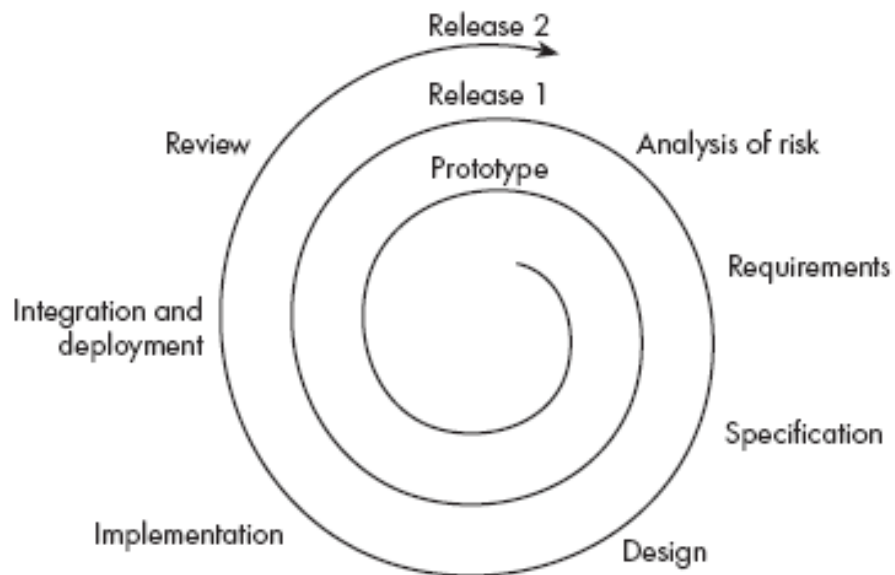 Release 2
Release 1
Review
Analysis of risk
Prototype
Requirements
Integration and
deployment
Specification
Implementation
Design